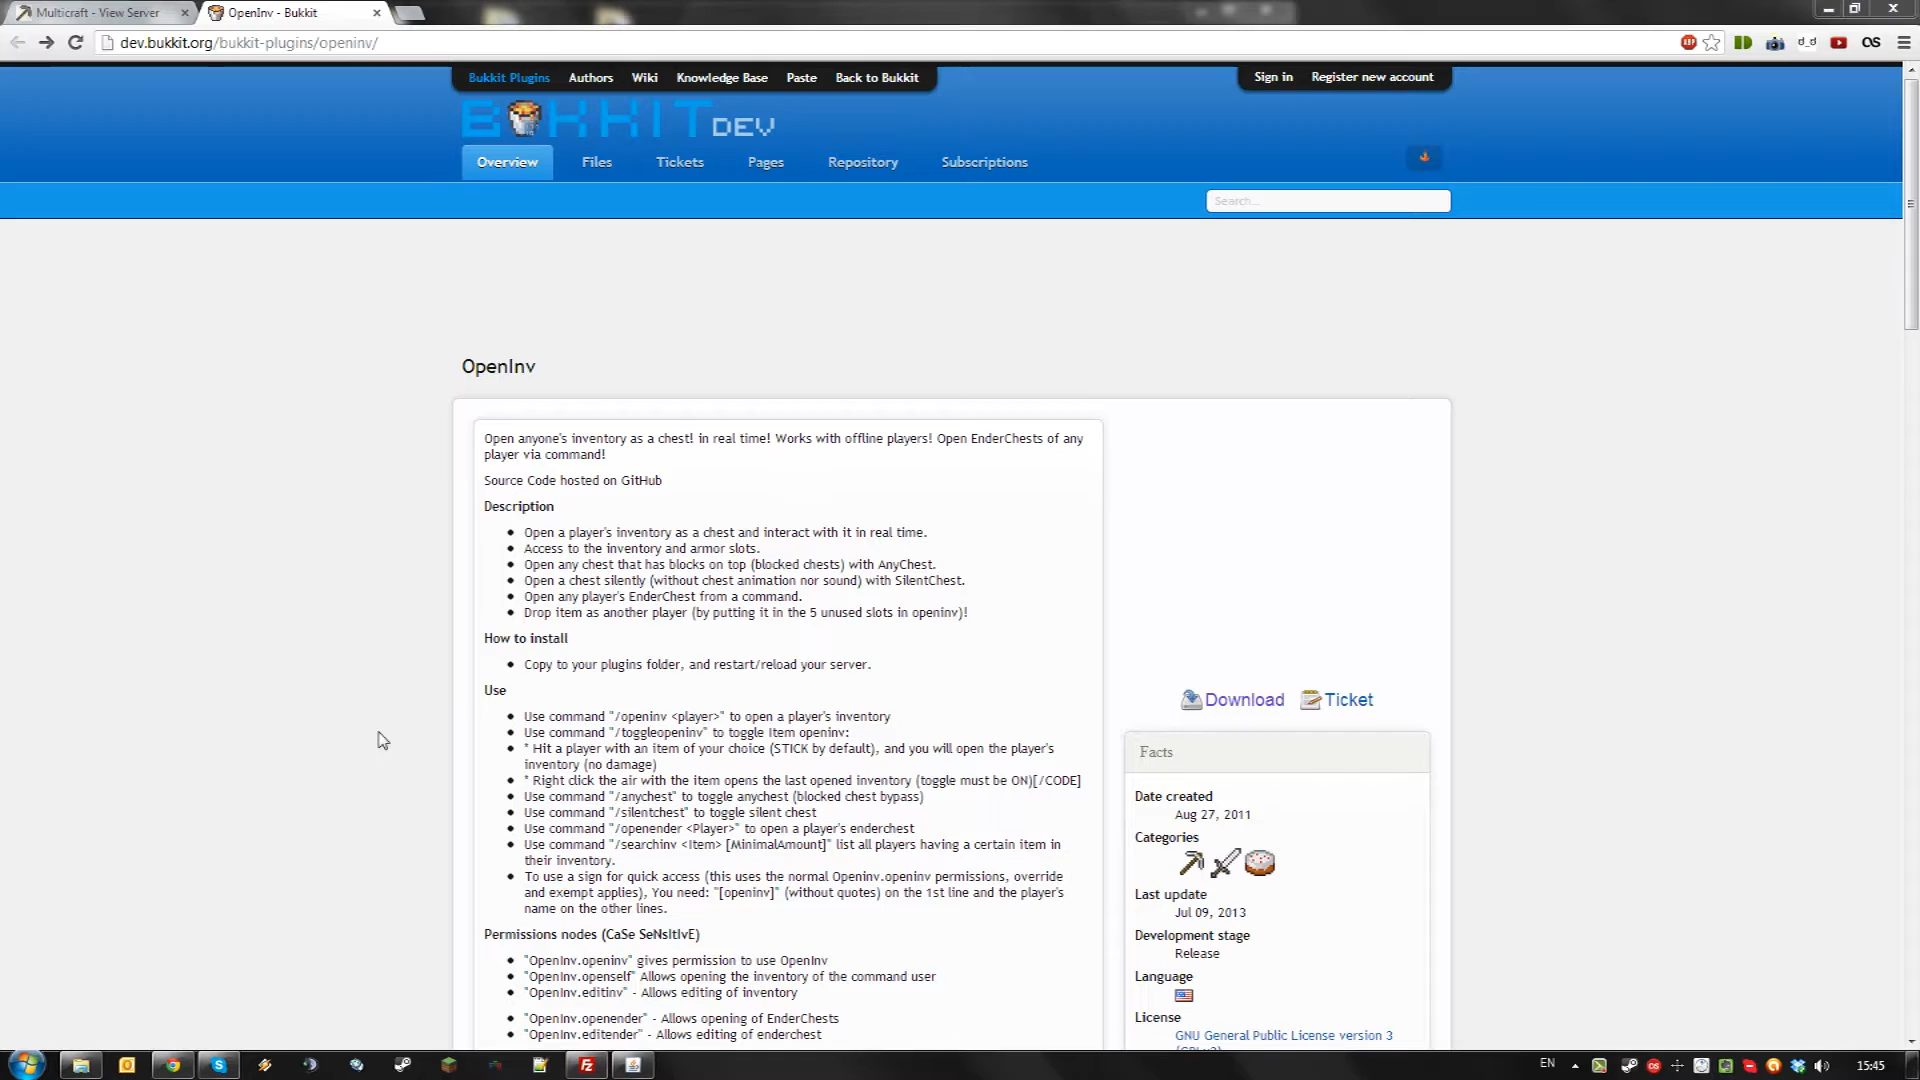 Multicraft - View Server
OpenInv - Bukkit
dev.bukkit.org/bukkit-plugins/openinv/
ABP
d_d
OS
Bukkit Plugins Authors Wiki Knowledge Base Paste Back to Bukkit
Sign in Register new account
BUKKIT DEV
Overview Files Tickets Pages Repository Subscriptions
Search...
OpenInv
Open anyone's inventory as a chest! in real time! Works with offline players! Open EnderChests of any
player via command!
Source Code hosted on GitHub
Description
Open a player's inventory as a chest and interact with it in real time.
Access to the inventory and armor slots.
Open any chest that has blocks on top (blocked chests) with AnyChest.
Open a chest silently (without chest animation nor sound) with SilentChest.
Open any player's EnderChest from a command.
Drop item as another player (by putting it in the 5 unused slots in openinv)!
How to install
Copy to your plugins folder, and restart/reload your server.
Use
Use command "/openinv <player>" to open a player's inventory
Use command "/toggleopeninv" to toggle Item openinv:
* Hit a player with an item of your choice (STICK by default), and you will open the player's
inventory (no damage)
* Right click the air with the item opens the last opened inventory (toggle must be ON)[/CODE]
Use command "/anychest" to toggle anychest (blocked chest bypass)
Use command "/silentchest" to toggle silent chest
Use command "/openender <Player>" to open a player's enderchest
Use command "/searchinv <Item> [MinimalAmount]" list all players having a certain item in
their inventory.
To use a sign for quick access (this uses the normal Openinv.openinv permissions, override
and exempt applies), You need: "[openinv]" (without quotes) on the 1st line and the player's
name on the other lines.
Permissions nodes (CaSe SeNsItIvE)
"OpenInv.openinv" gives permission to use OpenInv
"OpenInv.openself" Allows opening the inventory of the command user
"OpenInv.editinv" - Allows editing of inventory
"OpenInv.openender" - Allows opening of EnderChests
"OpenInv.editender" - Allows editing of enderchest
Download Ticket
Facts
Date created
Aug 27, 2011
Categories
Last update
Jul 09, 2013
Development stage
Release
Language
License
GNU General Public License version 3
(GPLv3)
EN
15:45